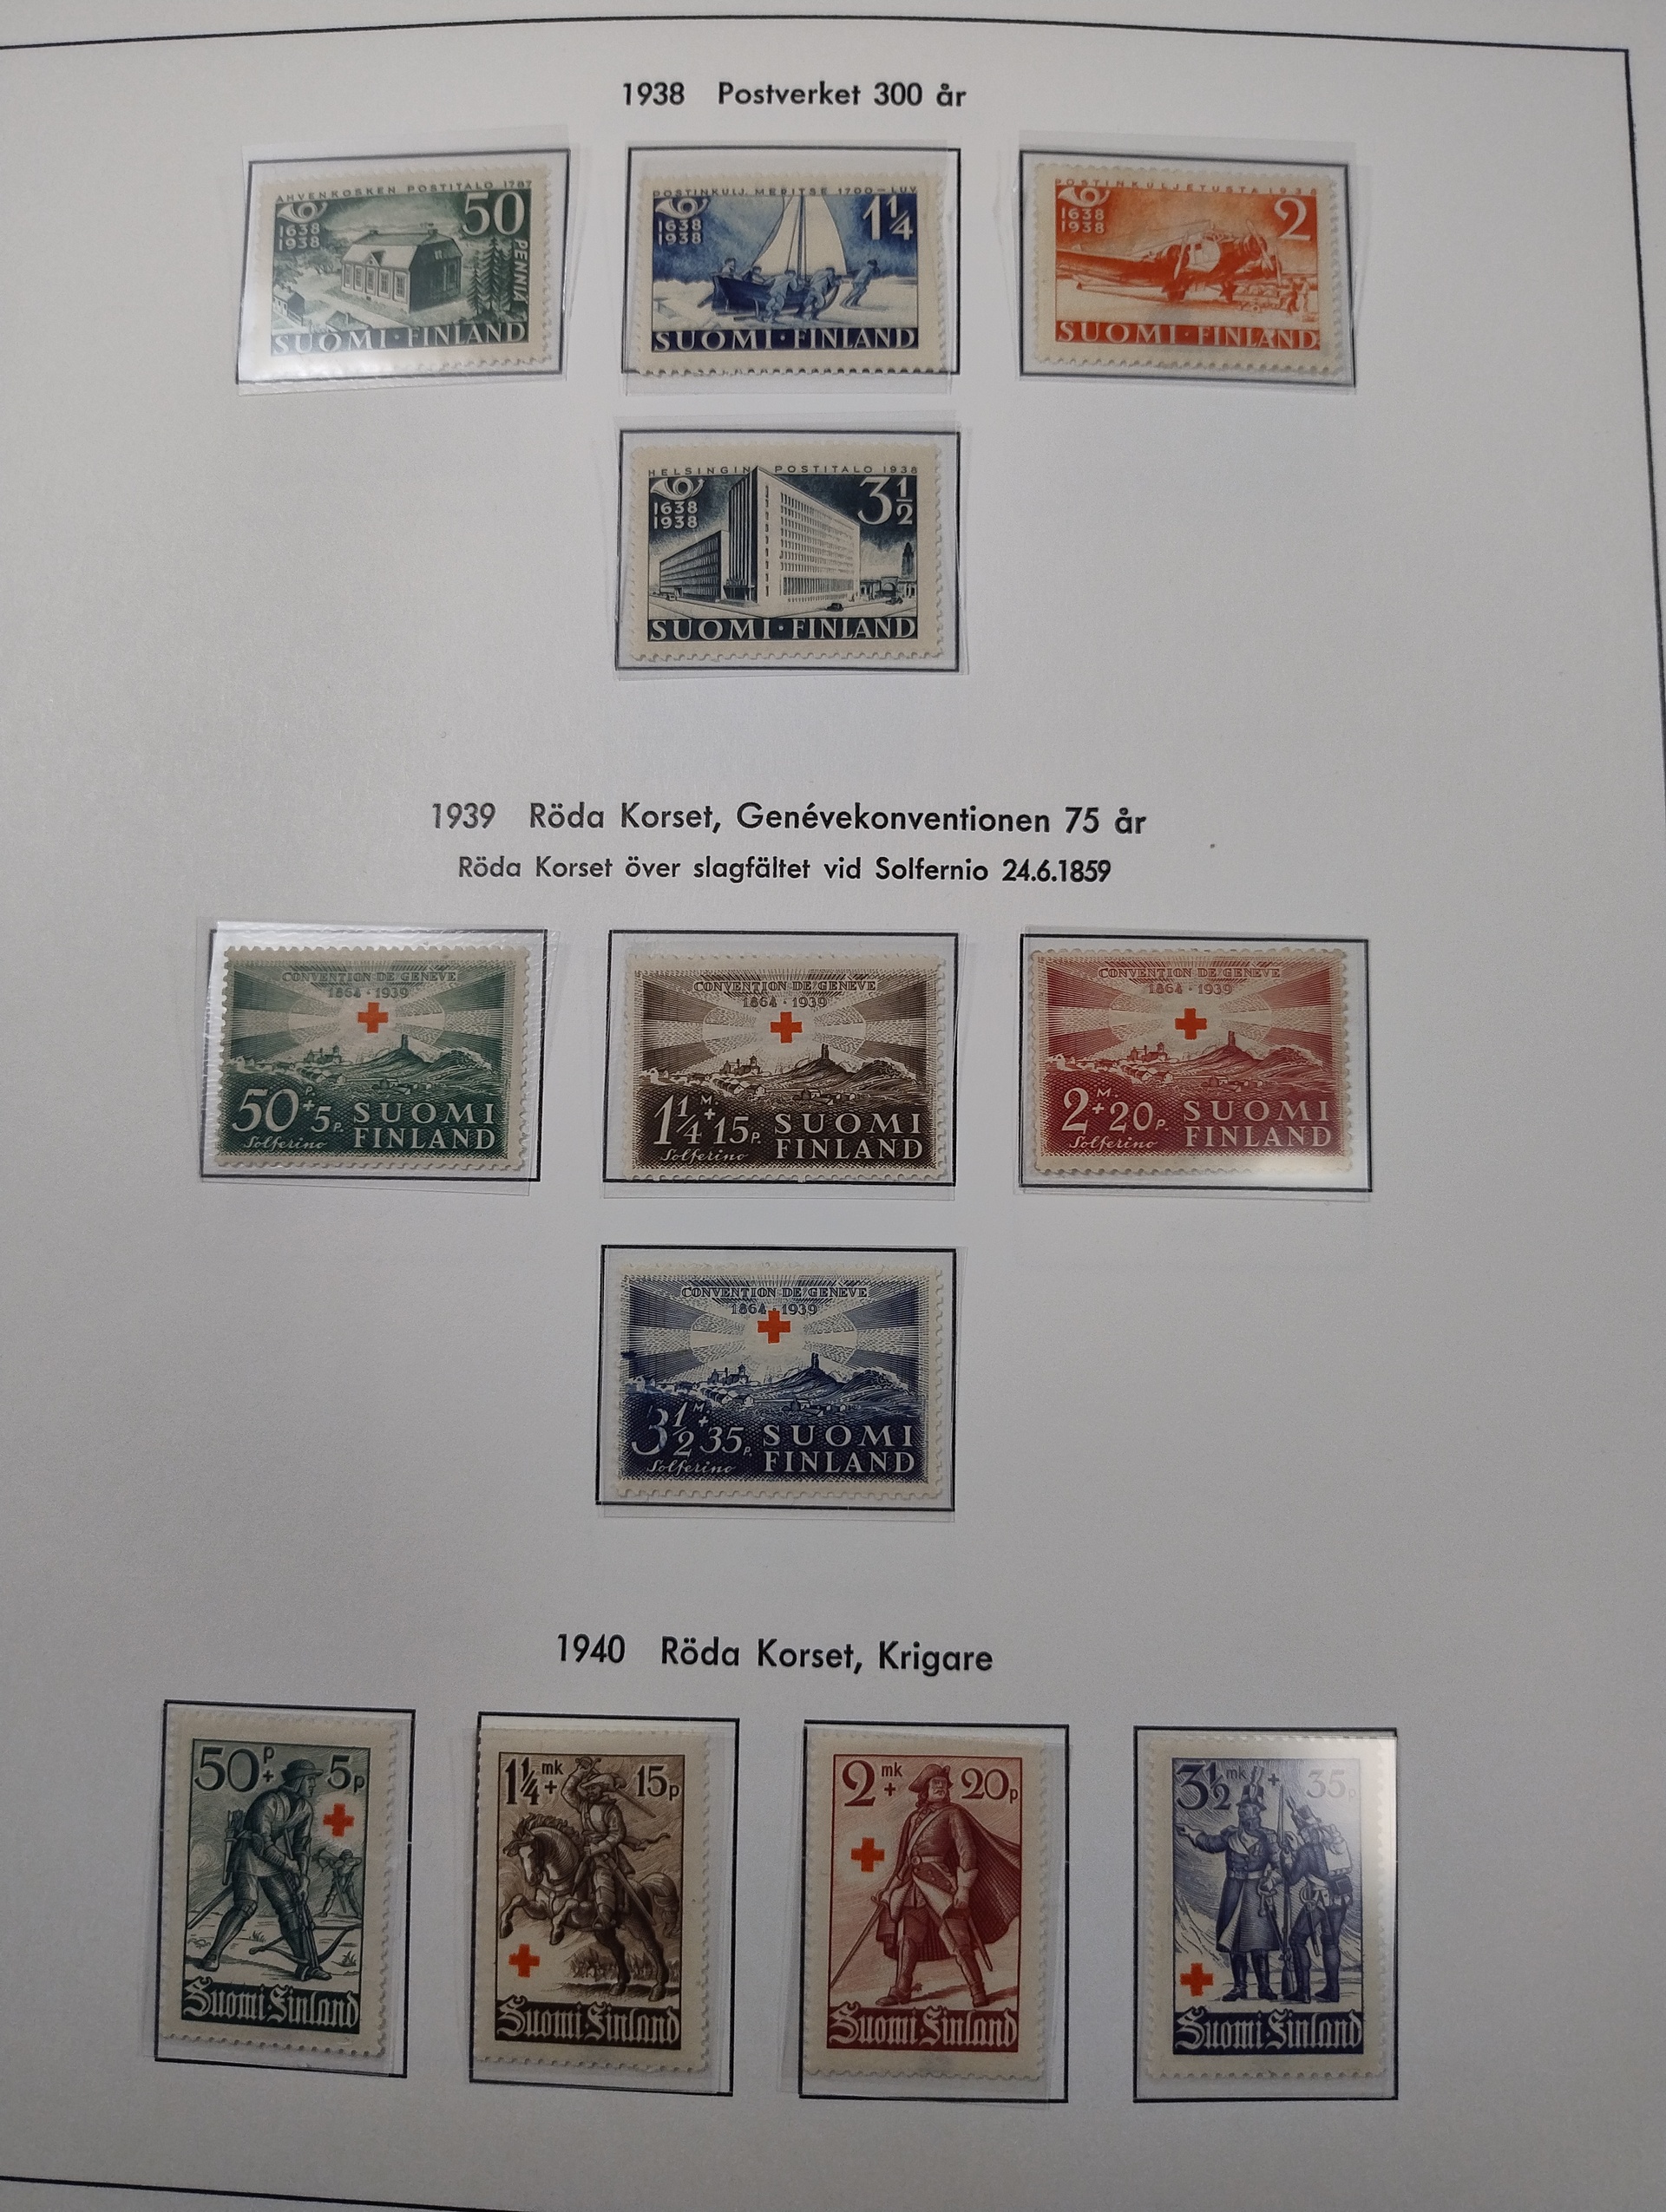 1938 Postverket 300 år
AHVENKOSKEN POSTITALO 1787
1638
1938
50
PENNIÄ
SUOMI · FINLAND
POSTINKULJ. MERITSE 1700-LUV.
1638
1938
1¼
SUOMI · FINLAND
POSTINKULJETUSTA 1938
1638
1938
2
SUOMI · FINLAND
HELSINGIN POSTITALO 1938
1638
1938
3½
SUOMI · FINLAND
1939 Röda Korset, Genévekonventionen 75 år
Röda Korset över slagfältet vid Solfernio 24.6.1859
CONVENTION DE GENEVE
1864 · 1939
50 P + 5 P. SUOMI
Solferino FINLAND
CONVENTION DE GENEVE
1864 · 1939
1¼ M. + 15 P. SUOMI
Solferino FINLAND
CONVENTION DE GENEVE
1864 · 1939
2 M. + 20 P. SUOMI
Solferino FINLAND
CONVENTION DE GENEVE
1864 · 1939
3½ M. + 35 P. SUOMI
Solferino FINLAND
1940 Röda Korset, Krigare
50 p + 5 p
Suomi·Finland
1¼ mk + 15 p
Suomi·Finland
2 mk + 20 p
Suomi·Finland
3½ mk + 35 p
Suomi·Finland